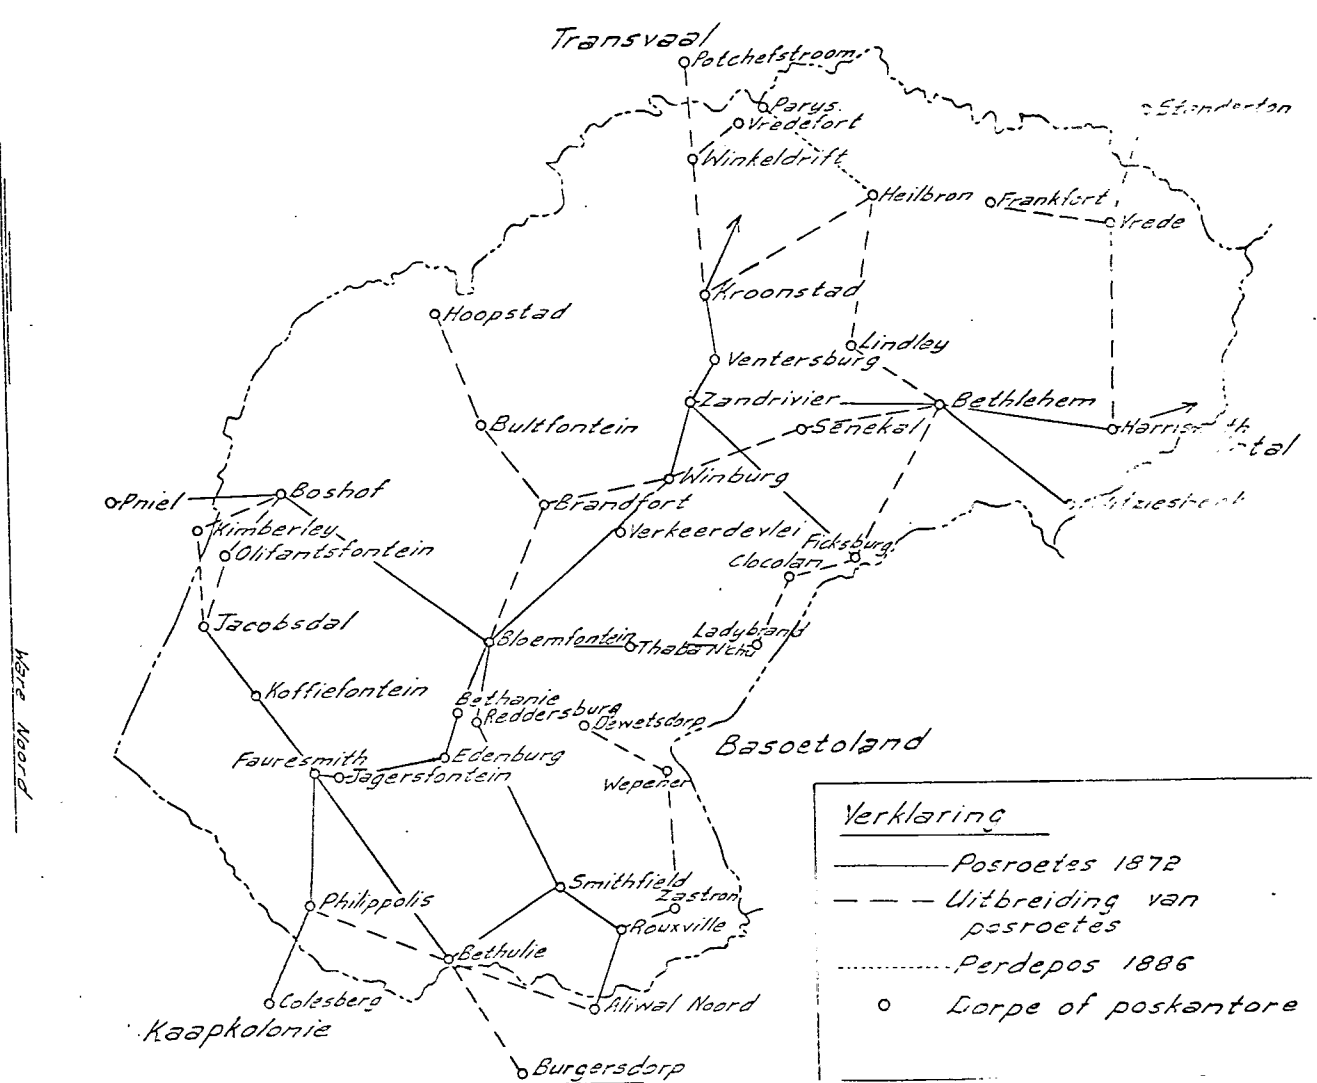 Transvaal
Potchefstroom
Parys.
Vredefort
Standerton
Winkeldrift
Heilbron
Frankfort
Vrede
Kroonstad
Hoopstad
Lindley
Ventersburg
Zandrivier
Bethlehem
Bultfontein
Senekal
Winburg
Boshof
Pniel
Brandfort
Kimberley
Verkeerdevlei
Olifantsfontein
Ficksburg
Clocolan
Jacobsdal
Ladybrand
Bloemfontein
Thaba Nchu
Koffiefontein
Bethanie
Reddersburg
Dewetsdorp
Basoetoland
Edenburg
Fauresmith
Jagersfontein
Wepener
Ware Noord
Smithfield
Zastron
Philippolis
Rouxville
Bethulie
Colesberg
Aliwal Noord
Kaapkolonie
Burgersdorp
Verklaring
Posroetes 1872
Uitbreiding van
posroetes
Perdepos 1886
Dorpe of poskantore